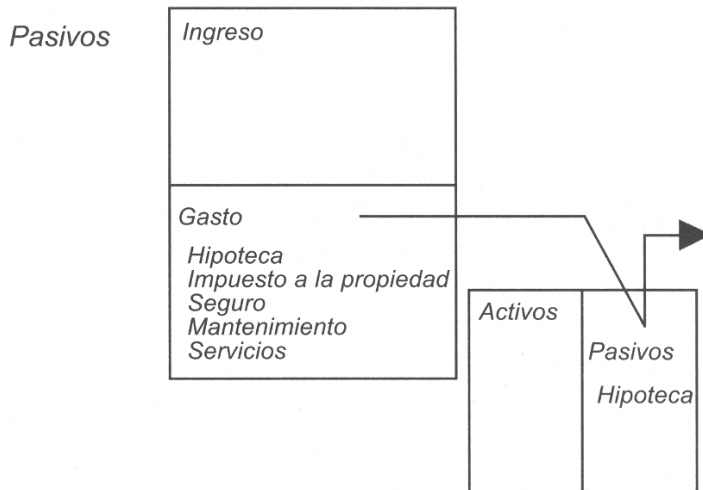 Pasivos
Ingreso
Gasto
Hipoteca
Impuesto a la propiedad
Seguro
Mantenimiento
Servicios
Activos
Pasivos
Hipoteca